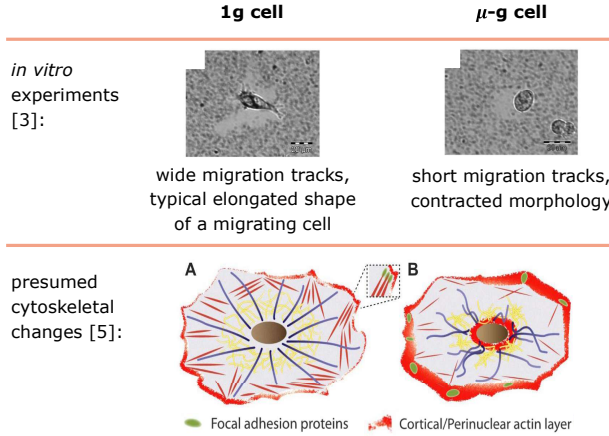 1g cell
μ-g cell
in vitro
experiments
[3]:
wide migration tracks,
typical elongated shape
of a migrating cell
short migration tracks,
contracted morphology
presumed
cytoskeletal
changes [5]:
A
B
Focal adhesion proteins
Cortical/Perinuclear actin layer